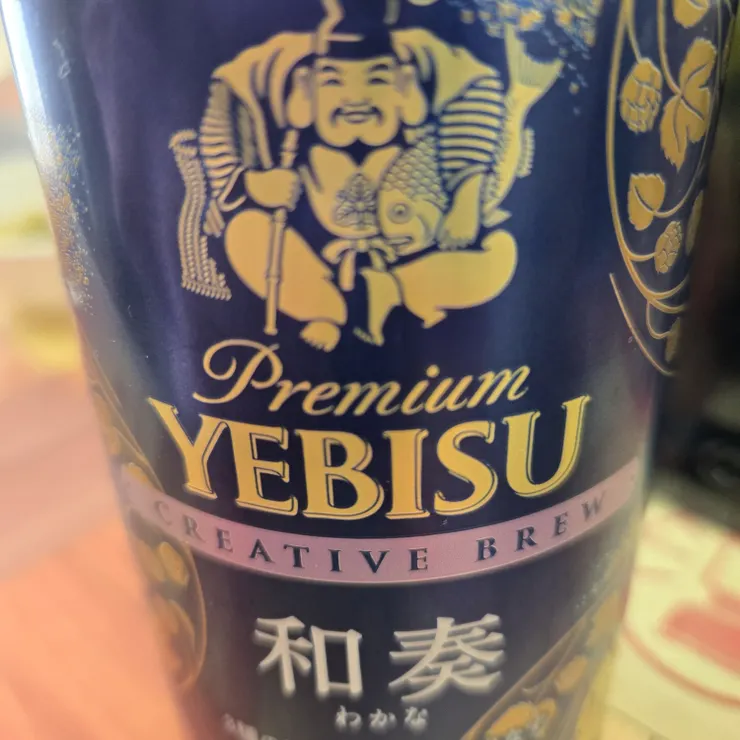 Premium
YEBISU
CREATIVE BREW
和奏
わかな